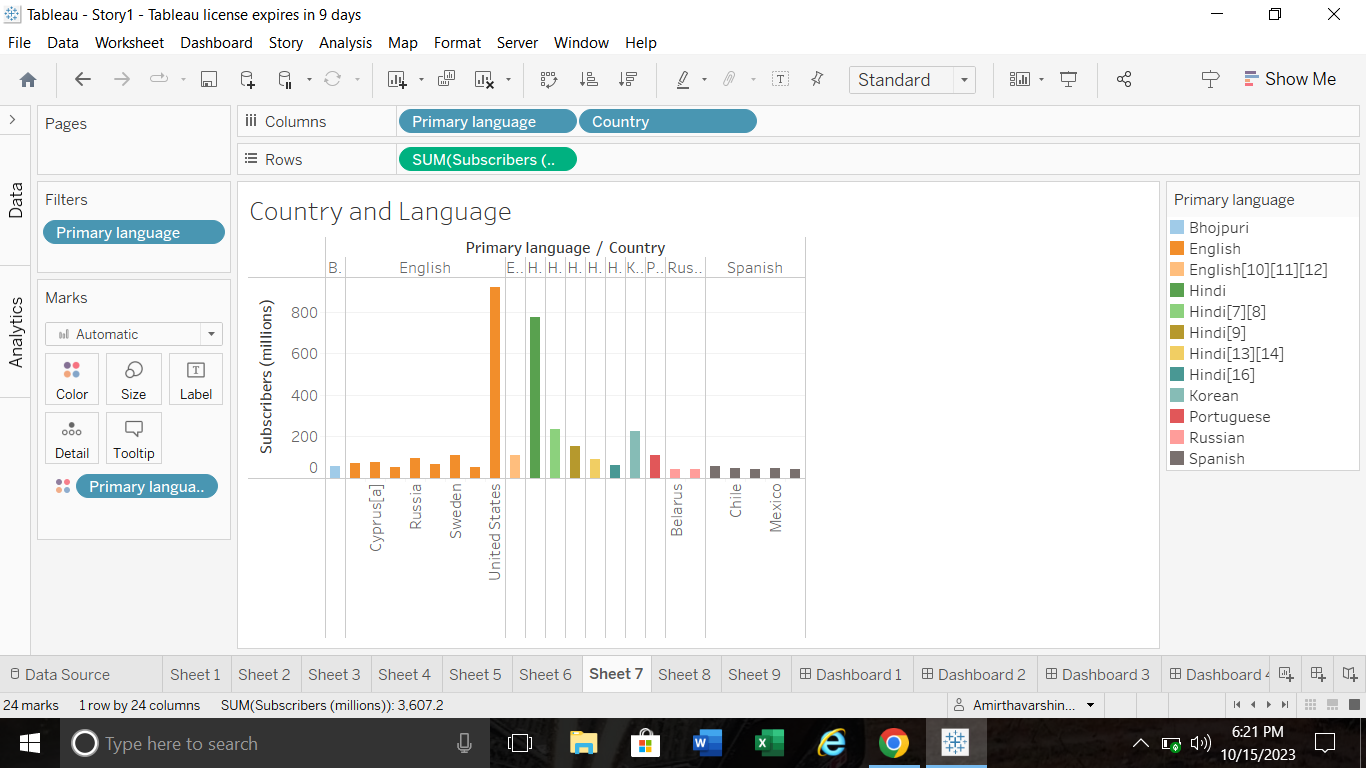 Tableau - Story1 - Tableau license expires in 9 days
File Data Worksheet Dashboard Story Analysis Map Format Server Window Help
Standard
Show Me
Pages
Columns
Primary language
Country
Rows
SUM(Subscribers (..
Data
Analytics
Filters
Primary language
Marks
Automatic
Color
Size
Label
Detail
Tooltip
Primary langua..
Country and Language
Primary language / Country
B. English E.. H. H. H. H. H. K.. P.. Rus.. Spanish
Subscribers (millions)
800
600
400
200
0
Cyprus[a]
Russia
Sweden
United States
Belarus
Chile
Mexico
Primary language
Bhojpuri
English
English[10][11][12]
Hindi
Hindi[7][8]
Hindi[9]
Hindi[13][14]
Hindi[16]
Korean
Portuguese
Russian
Spanish
Data Source Sheet 1 Sheet 2 Sheet 3 Sheet 4 Sheet 5 Sheet 6 Sheet 7 Sheet 8 Sheet 9 Dashboard 1 Dashboard 2 Dashboard 3 Dashboard 4
24 marks 1 row by 24 columns SUM(Subscribers (millions)): 3,607.2 Amirthavarshin...
Type here to search
6:21 PM
10/15/2023